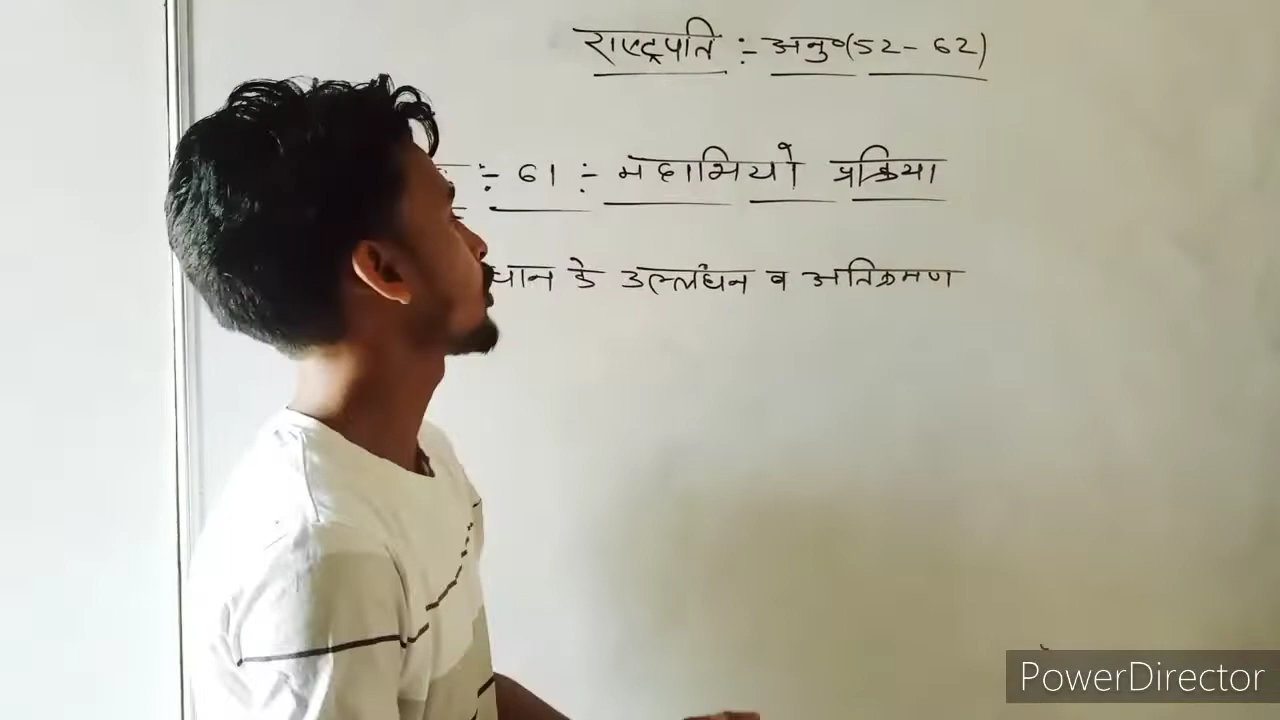 राष्ट्रपति :- अनु०(52-62)
:- 61 :- महाभियो प्रक्रिया
धान के उल्लंघन व अतिक्रमण
PowerDirector